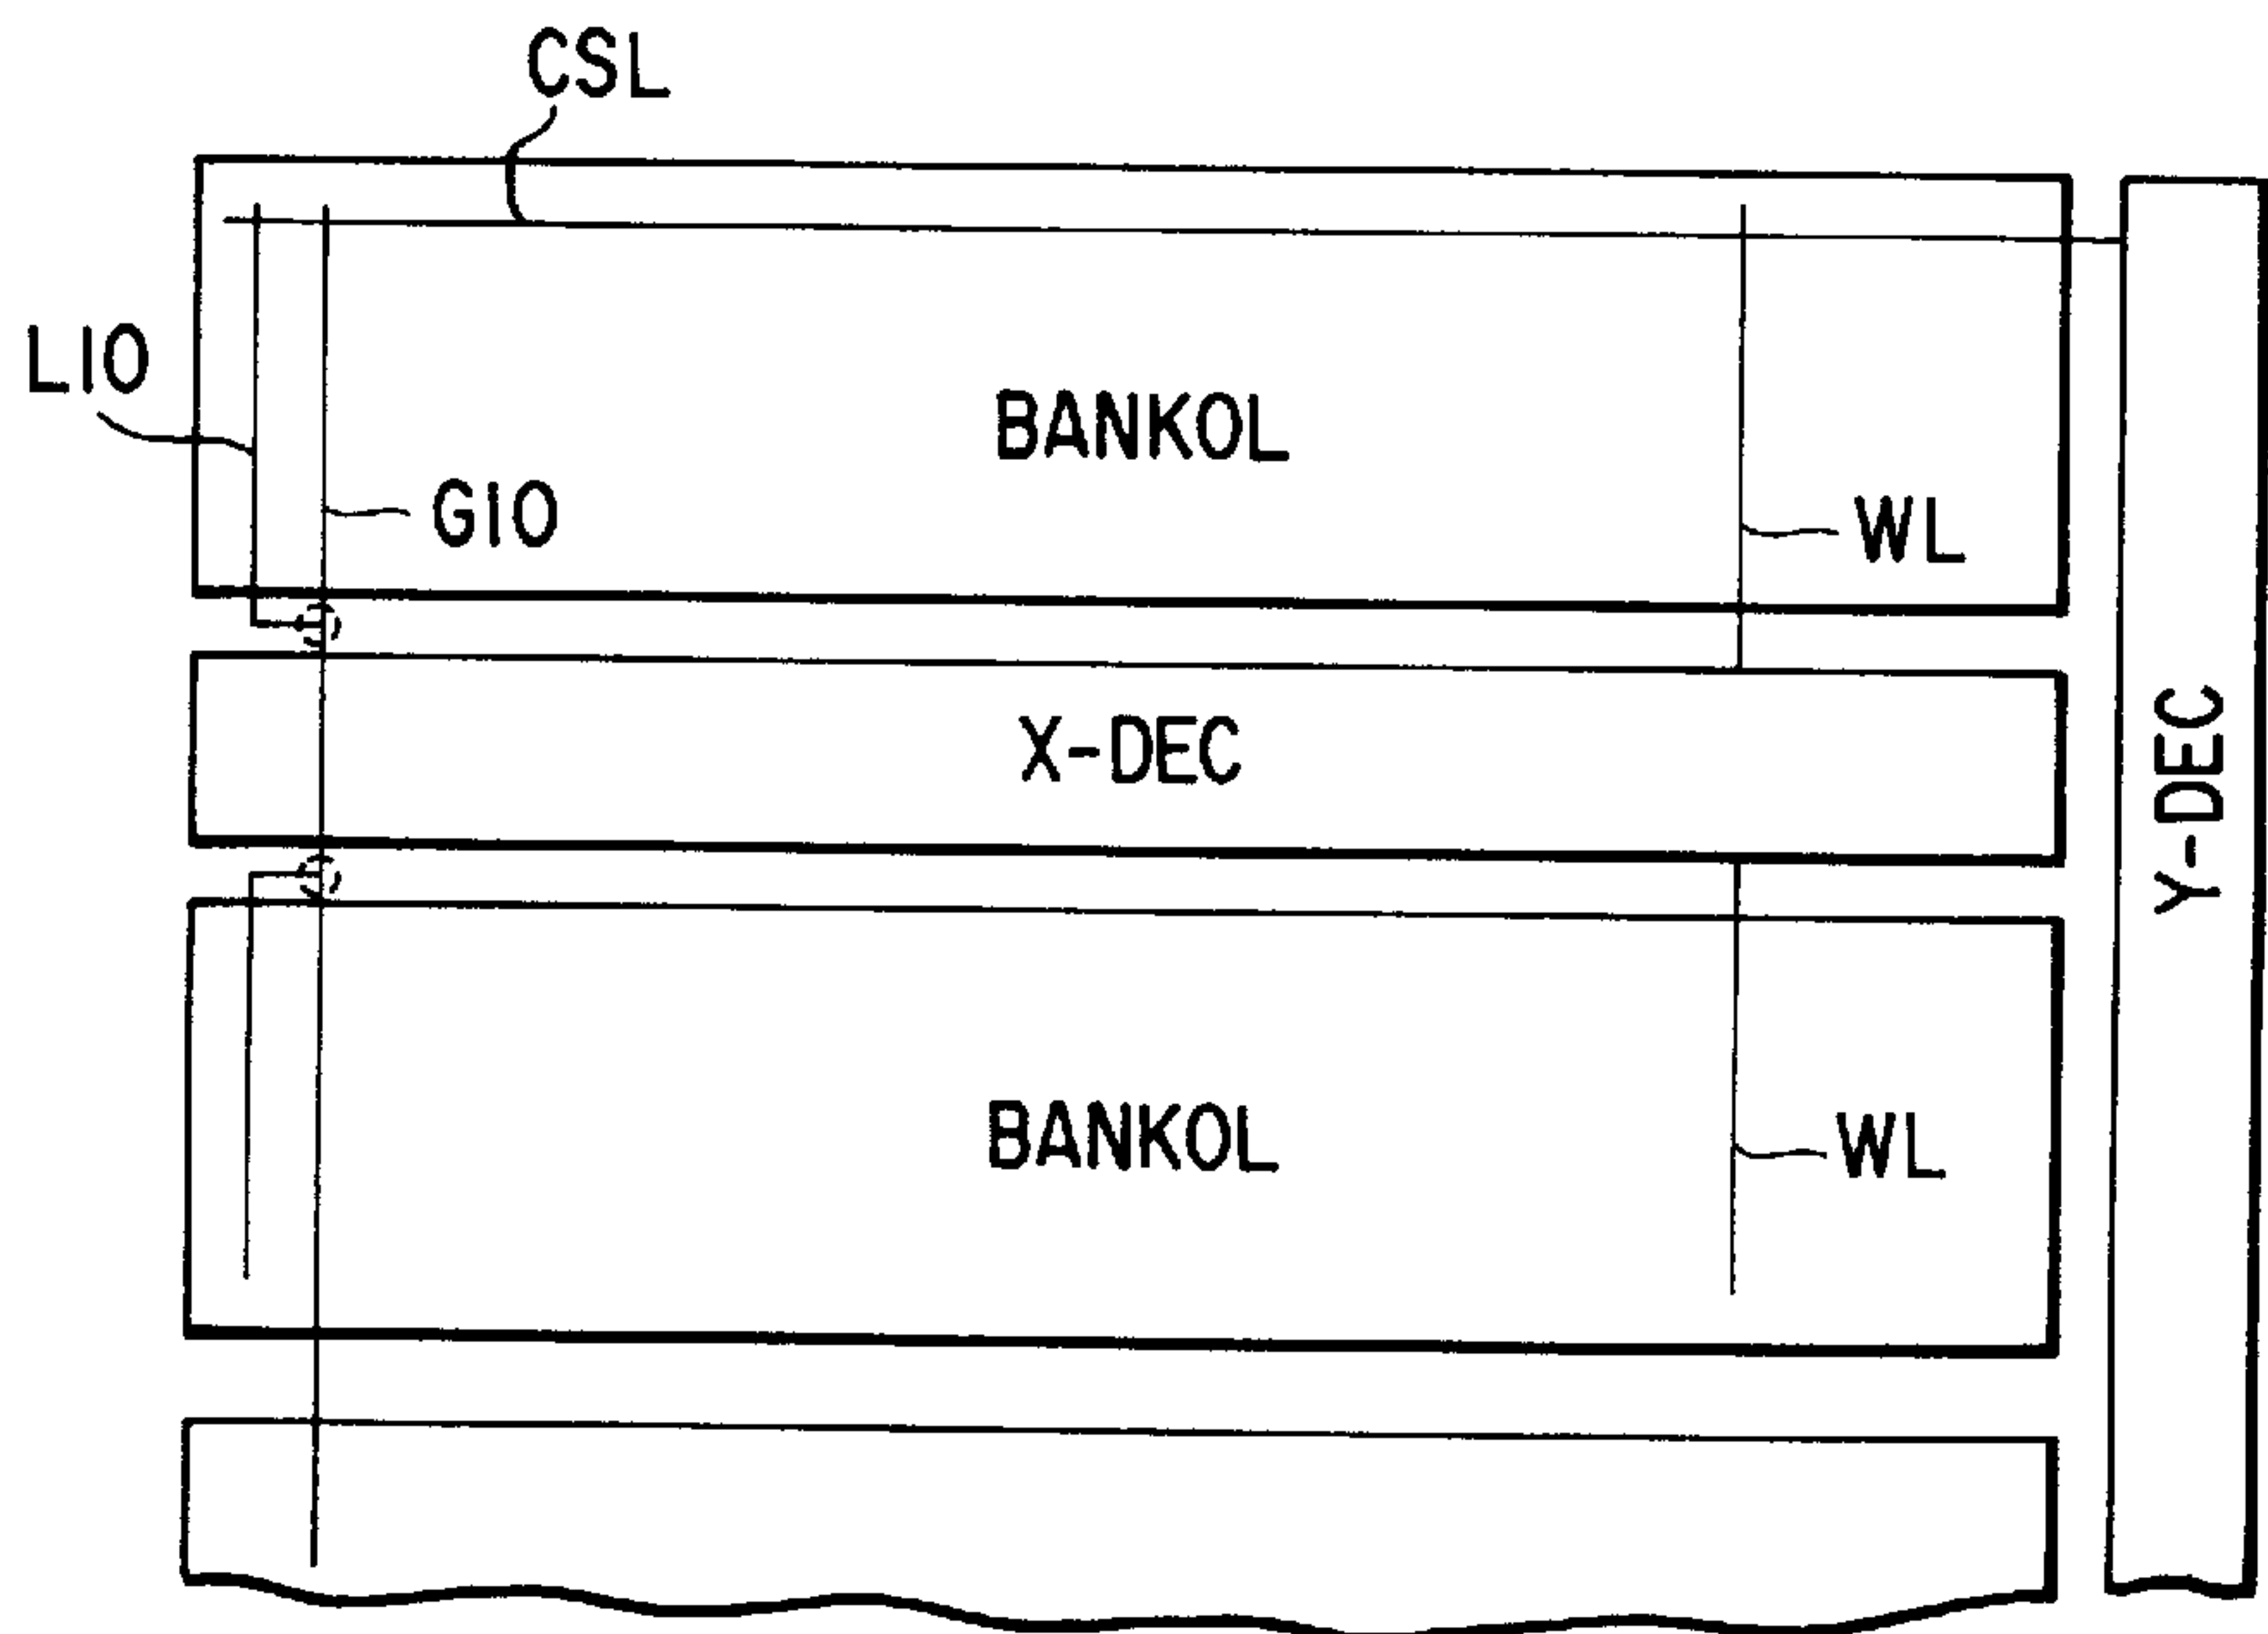 CSL
LIO
BANKOL
GIO
WL
X-DEC
Y-DEC
BANKOL
WL